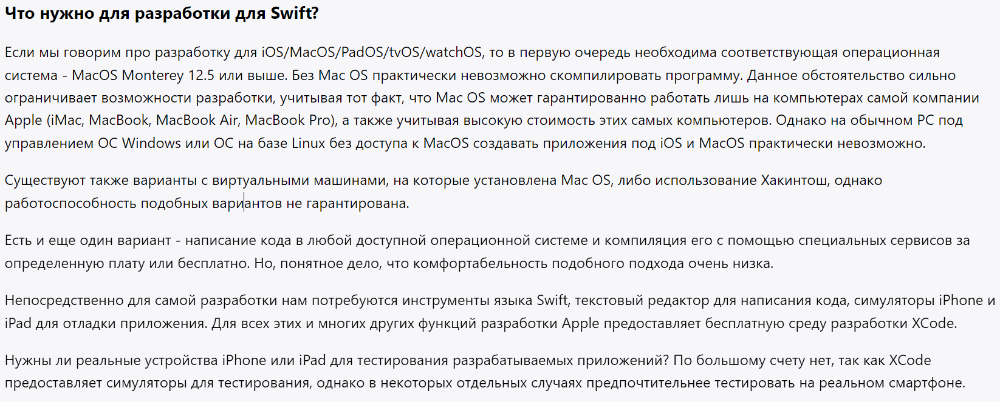 Что нужно для разработки для Swift?
Если мы говорим про разработку для iOS/MacOS/PadOS/tvOS/watchOS, то в первую очередь необходима соответствующая операционная
система - MacOS Monterey 12.5 или выше. Без Mac OS практически невозможно скомпилировать программу. Данное обстоятельство сильно
ограничивает возможности разработки, учитывая тот факт, что Mac OS может гарантированно работать лишь на компьютерах самой компании
Apple (iMac, MacBook, MacBook Air, MacBook Pro), а также учитывая высокую стоимость этих самых компьютеров. Однако на обычном PC под
управлением ОС Windows или ОС на базе Linux без доступа к MacOS создавать приложения под iOS и MacOS практически невозможно.
Существуют также варианты с виртуальными машинами, на которые установлена Mac OS, либо использование Хакинтош, однако
работоспособность подобных вариантов не гарантирована.
Есть и еще один вариант - написание кода в любой доступной операционной системе и компиляция его с помощью специальных сервисов за
определенную плату или бесплатно. Но, понятное дело, что комфортабельность подобного подхода очень низка.
Непосредственно для самой разработки нам потребуются инструменты языка Swift, текстовый редактор для написания кода, симуляторы iPhone и
iPad для отладки приложения. Для всех этих и многих других функций разработки Apple предоставляет бесплатную среду разработки XCode.
Нужны ли реальные устройства iPhone или iPad для тестирования разрабатываемых приложений? По большому счету нет, так как XCode
предоставляет симуляторы для тестирования, однако в некоторых отдельных случаях предпочтительнее тестировать на реальном смартфоне.